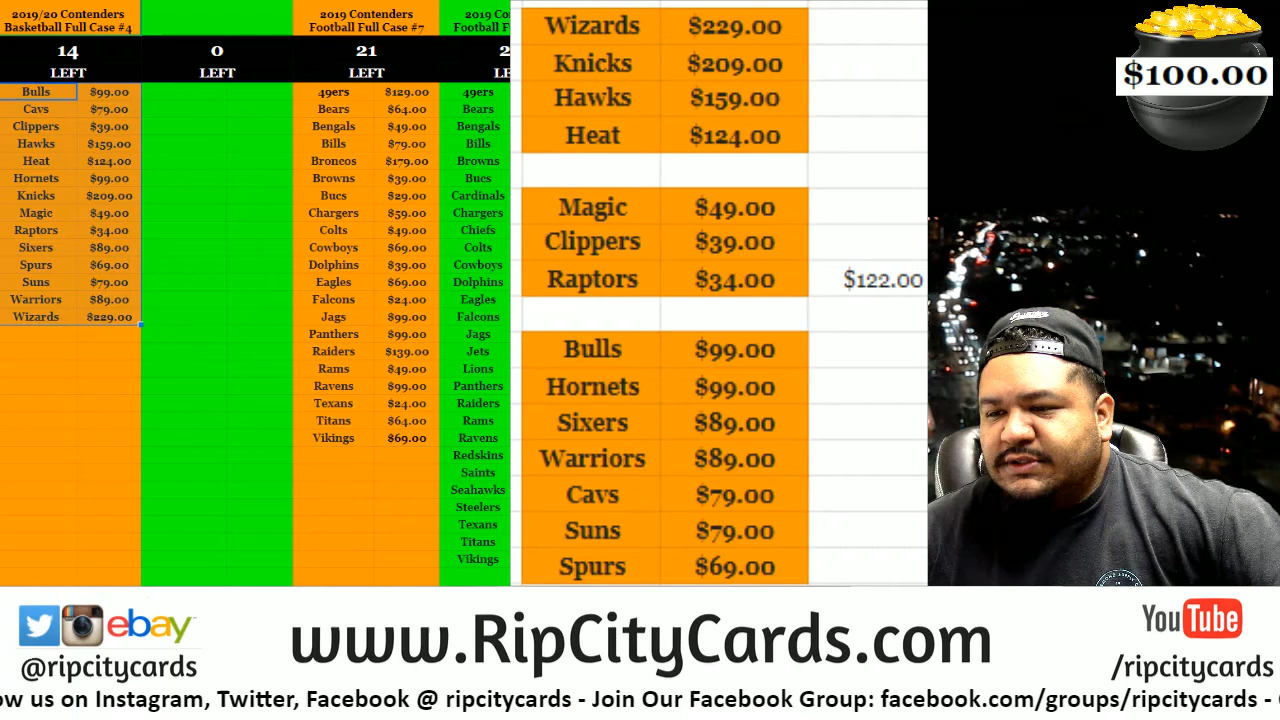 2019/20 Contenders
Basketball Full Case #4
14
LEFT
Bulls $99.00
Cavs $79.00
Clippers $39.00
Hawks $159.00
Heat $124.00
Hornets $99.00
Knicks $209.00
Magic $49.00
Raptors $34.00
Sixers $89.00
Spurs $69.00
Suns $79.00
Warriors $89.00
Wizards $229.00
0
LEFT
2019 Contenders
Football Full Case #7
21
LEFT
49ers $129.00
Bears $64.00
Bengals $49.00
Bills $79.00
Broncos $179.00
Browns $39.00
Bucs $29.00
Chargers $59.00
Colts $49.00
Cowboys $69.00
Dolphins $39.00
Eagles $69.00
Falcons $24.00
Jags $99.00
Panthers $99.00
Raiders $139.00
Rams $49.00
Ravens $99.00
Texans $24.00
Titans $64.00
Vikings $69.00
2019 Co
Football F
2
LE
49ers
Bears
Bengals
Bills
Browns
Bucs
Cardinals
Chargers
Chiefs
Colts
Cowboys
Dolphins
Eagles
Falcons
Jags
Jets
Lions
Panthers
Raiders
Rams
Ravens
Redskins
Saints
Seahawks
Steelers
Texans
Titans
Vikings
Wizards $229.00
Knicks $209.00
Hawks $159.00
Heat $124.00
Magic $49.00
Clippers $39.00
Raptors $34.00 $122.00
Bulls $99.00
Hornets $99.00
Sixers $89.00
Warriors $89.00
Cavs $79.00
Suns $79.00
Spurs $69.00
$100.00
ebay
@ripcitycards
www.RipCityCards.com
YouTube
/ripcitycards
ow us on Instagram, Twitter, Facebook @ ripcitycards - Join Our Facebook Group: facebook.com/groups/ripcitycards -